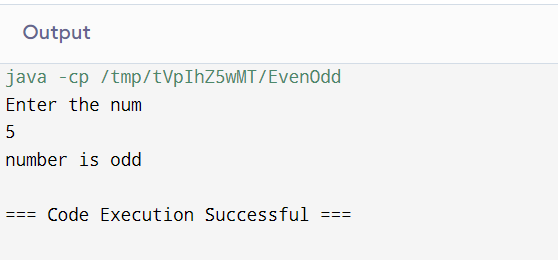 Output
java -cp /tmp/tVpIhZ5wMT/EvenOdd
Enter the num
5
number is odd
=== Code Execution Successful ===